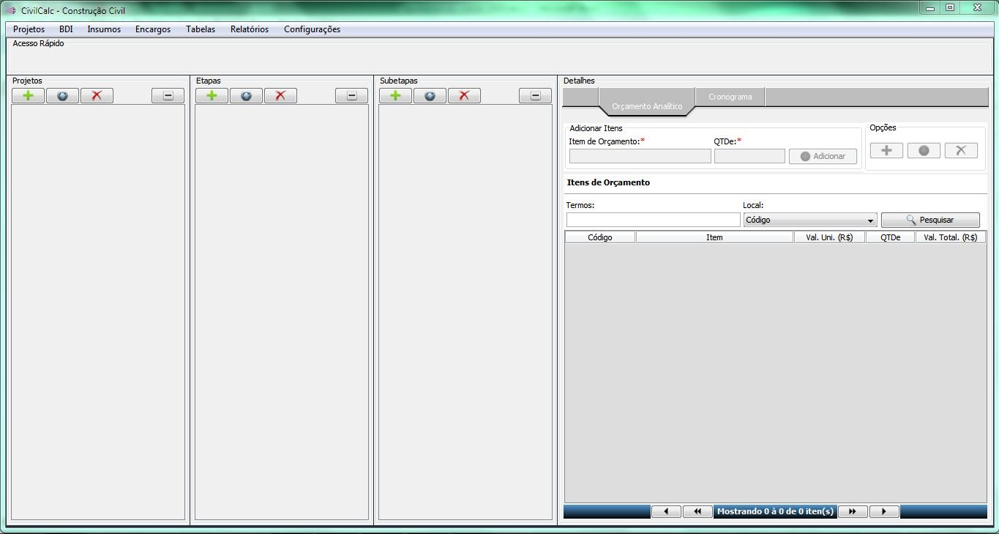 CivilCalc - Construção Civil
Projetos BDI Insumos Encargos Tabelas Relatórios Configurações
Acesso Rápido
Projetos Etapas Subetapas Detalhes
Orçamento Analítico Cronograma
Adicionar Itens Opções
Item de Orçamento:* QTDe:*
Adicionar
Itens de Orçamento
Termos: Local:
Código Pesquisar
Código Item Val. Uni. (R$) QTDe Val. Total. (R$)
Mostrando 0 à 0 de 0 iten(s)